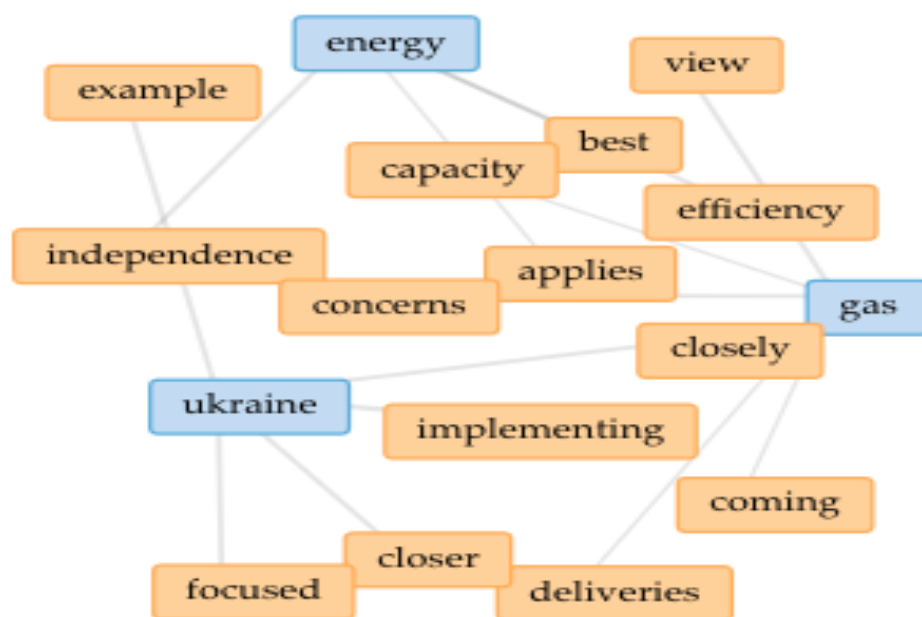 energy
view
example
best
capacity
efficiency
independence
applies
concerns
gas
closely
ukraine
implementing
coming
closer
focused
deliveries